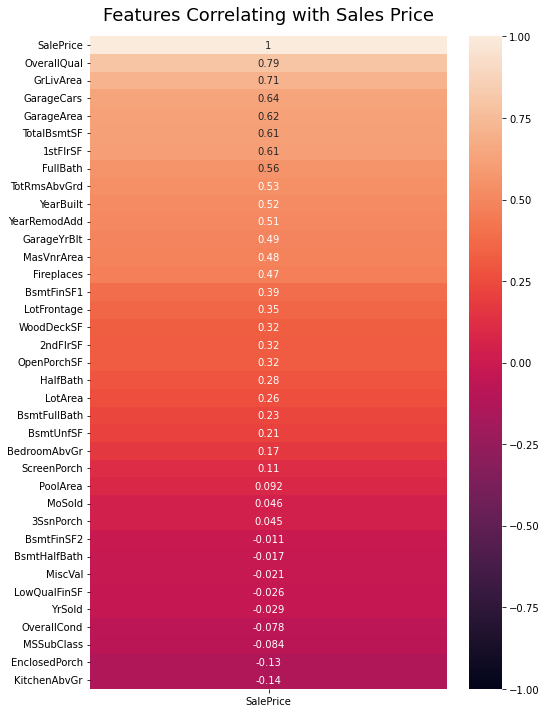 Features Correlating with Sales Price
SalePrice 1
OverallQual 0.79
GrLivArea 0.71
GarageCars 0.64
GarageArea 0.62
TotalBsmtSF 0.61
1stFlrSF 0.61
FullBath 0.56
TotRmsAbvGrd 0.53
YearBuilt 0.52
YearRemodAdd 0.51
GarageYrBlt 0.49
MasVnrArea 0.48
Fireplaces 0.47
BsmtFinSF1 0.39
LotFrontage 0.35
WoodDeckSF 0.32
2ndFlrSF 0.32
OpenPorchSF 0.32
HalfBath 0.28
LotArea 0.26
BsmtFullBath 0.23
BsmtUnfSF 0.21
BedroomAbvGr 0.17
ScreenPorch 0.11
PoolArea 0.092
MoSold 0.046
3SsnPorch 0.045
BsmtFinSF2 -0.011
BsmtHalfBath -0.017
MiscVal -0.021
LowQualFinSF -0.026
YrSold -0.029
OverallCond -0.078
MSSubClass -0.084
EnclosedPorch -0.13
KitchenAbvGr -0.14
SalePrice
1.00
0.75
0.50
0.25
0.00
−0.25
−0.50
−0.75
−1.00